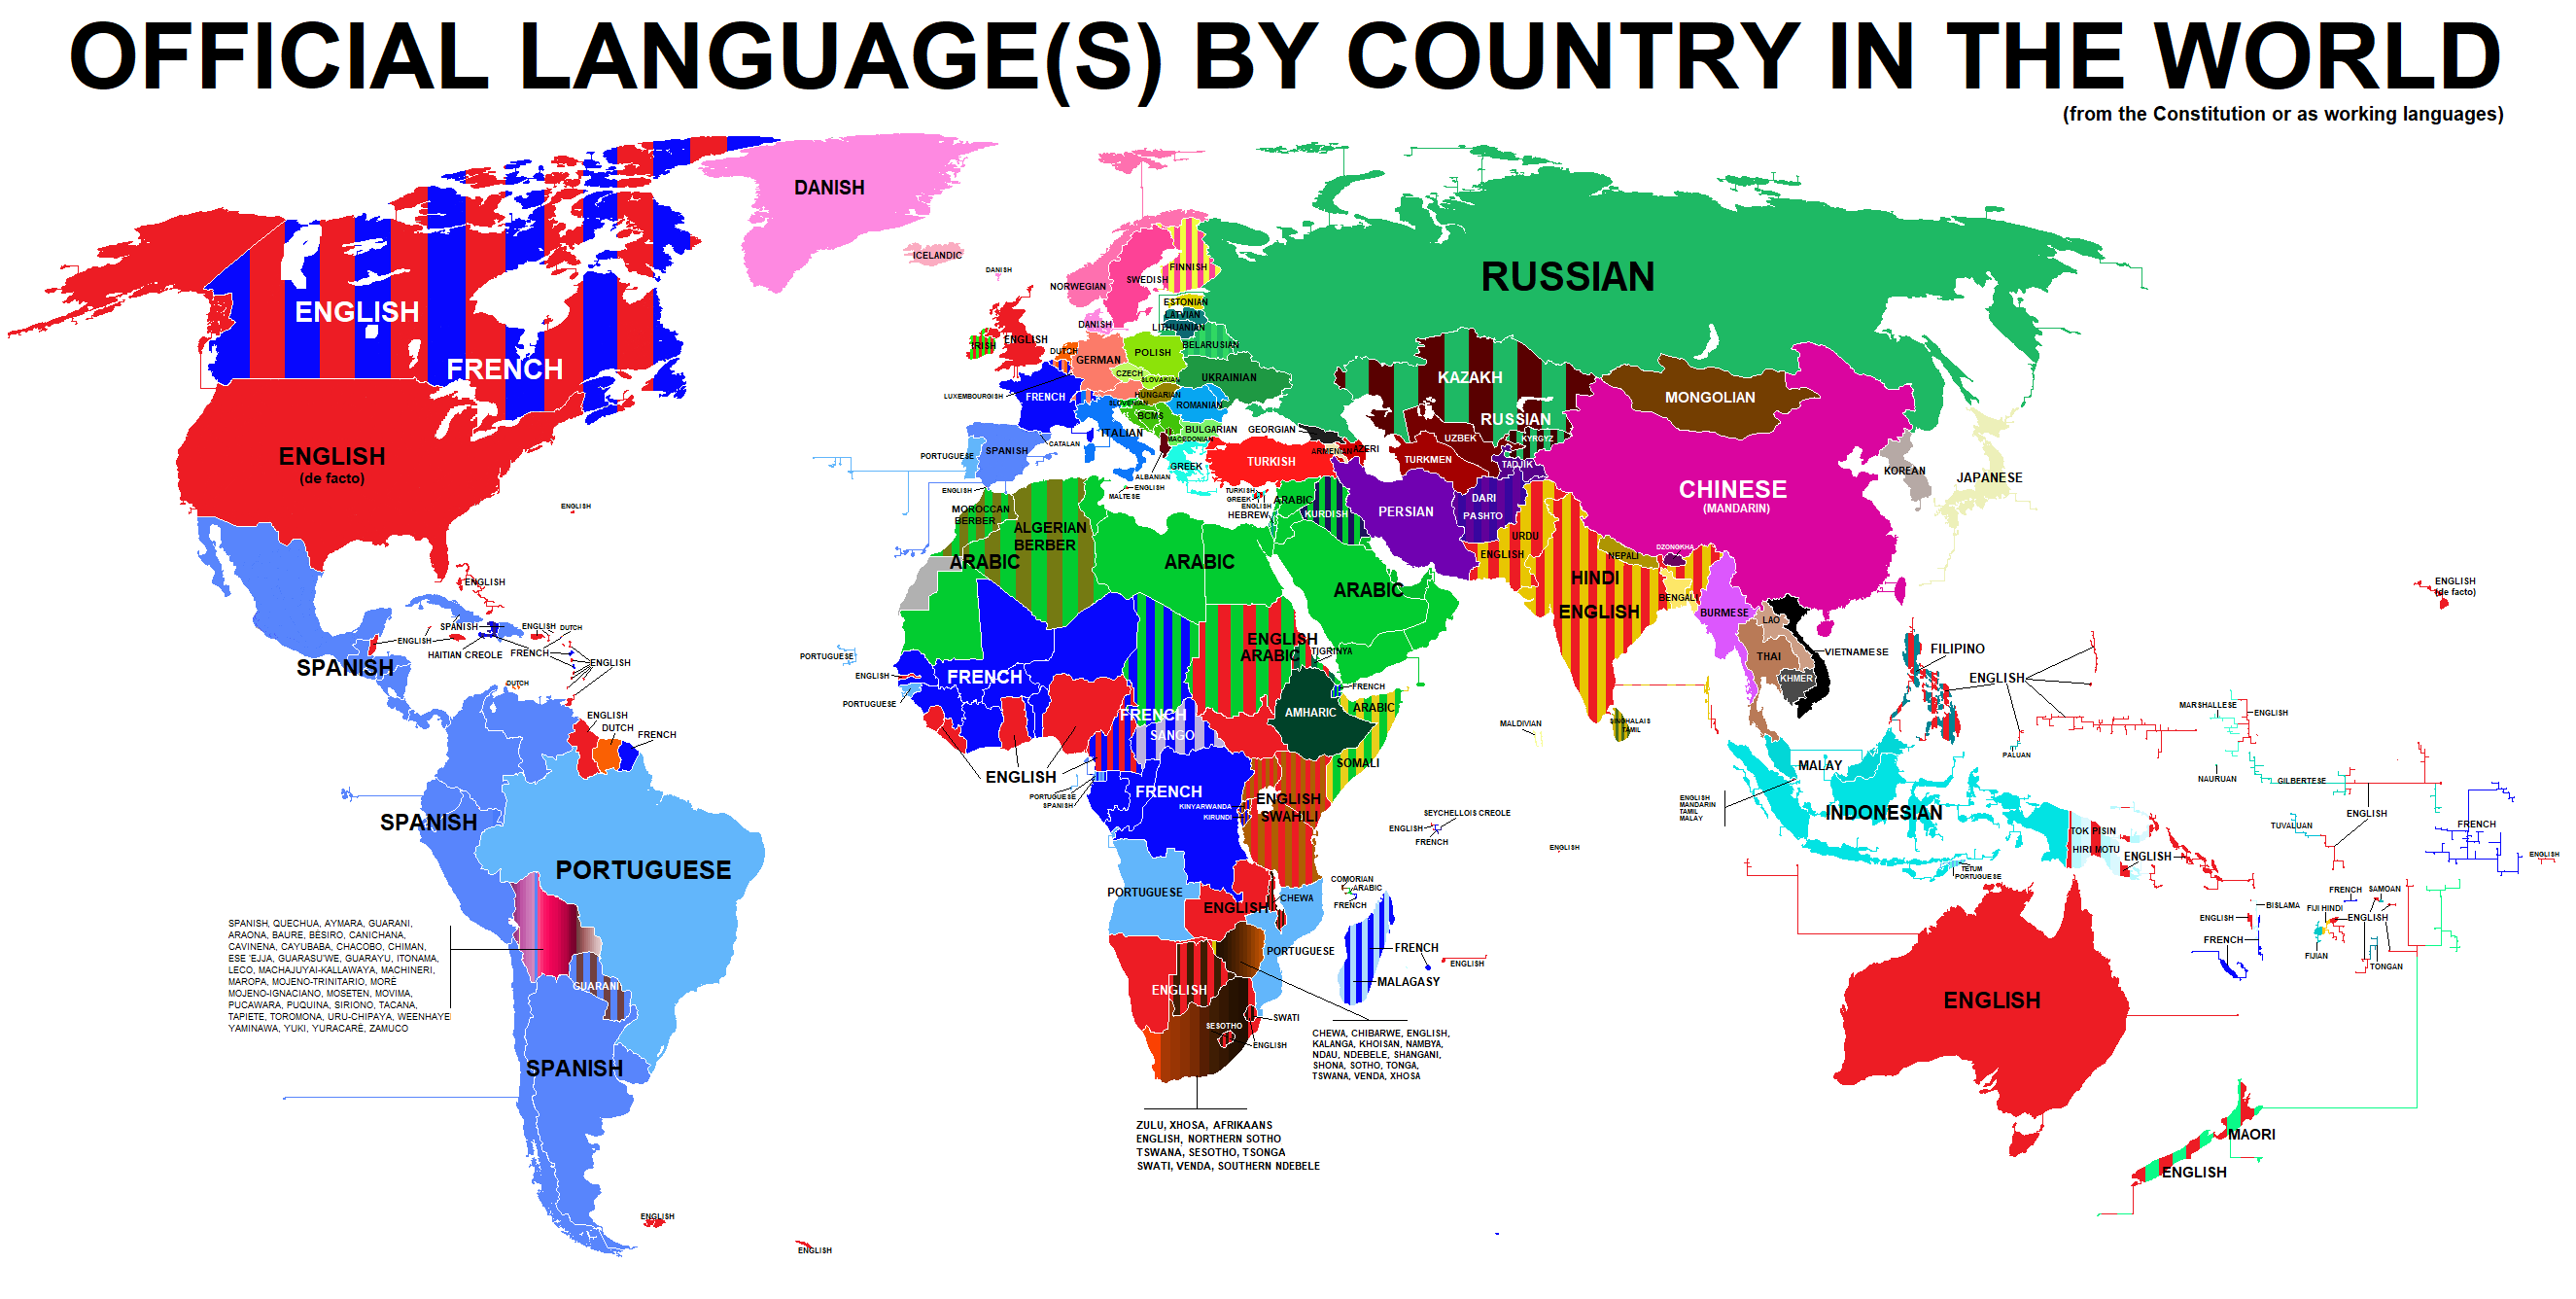 OFFICIAL LANGUAGE(S) BY COUNTRY IN THE WORLD
(from the Constitution or as working languages)
DANISH
ICELANDIC
DANISH
ENGLISH
FRENCH
ENGLISH
(de facto)
ENGLISH
ENGLISH
SPANISH
ENGLISH
HAITIAN CREOLE
ENGLISH
DUTCH
FRENCH
ENGLISH
DUTCH
SPANISH
ENGLISH
DUTCH
FRENCH
SPANISH
PORTUGUESE
SPANISH, QUECHUA, AYMARA, GUARANI,
ARAONA, BAURE, BÉSIRO, CANICHANA,
CAVINENA, CAYUBABA, CHACOBO, CHIMAN,
ESE 'EJJA, GUARASU'WE, GUARAYU, ITONAMA,
LECO, MACHAJUYAI-KALLAWAYA, MACHINERI,
MAROPA, MOJENO-TRINITARIO, MORÉ
MOJENO-IGNACIANO, MOSETEN, MOVIMA,
PUCAWARA, PUQUINA, SIRIONO, TACANA,
TAPIETE, TOROMONA, URU-CHIPAYA, WEENHAYE
YAMINAWA, YUKI, YURACARÉ, ZAMUCO
GUARANI
SPANISH
ENGLISH
ENGLISH
NORWEGIAN
SWEDISH
FINNISH
ESTONIAN
LATVIAN
LITHUANIAN
BELARUSIAN
DANISH
IRISH
ENGLISH
DUTCH
GERMAN
POLISH
CZECH
SLOVAKIAN
UKRAINIAN
LUXEMBOURGISH
FRENCH
HUNGARIAN
SLOVENIAN
ROMANIAN
BCMS
ITALIAN
BULGARIAN
MACEDONIAN
CATALAN
SPANISH
PORTUGUESE
ALBANIAN
GREEK
ENGLISH
ENGLISH
MALTESE
GEORGIAN
ARMENIAN
AZERI
TURKISH
TURKISH
GREEK
ENGLISH
HEBREW
ARABIC
KURDISH
PERSIAN
RUSSIAN
KAZAKH
RUSSIAN
UZBEK
KYRGYZ
TURKMEN
TADJIK
DARI
PASHTO
MONGOLIAN
CHINESE
(MANDARIN)
KOREAN
JAPANESE
URDU
ENGLISH
NEPALI
DZONGKHA
HINDI
ENGLISH
BENGALI
BURMESE
LAO
THAI
KHMER
VIETNAMESE
FILIPINO
ENGLISH
SINGHALAIS
TAMIL
MALDIVIAN
MALAY
INDONESIAN
ENGLISH
MANDARIN
TAMIL
MALAY
TETUM
PORTUGUESE
TOK PISIN
HIRI MOTU
ENGLISH
MOROCCAN
BERBER
ALGERIAN
BERBER
ARABIC
ARABIC
ARABIC
ENGLISH
ARABIC
TIGRINYA
PORTUGUESE
ENGLISH
PORTUGUESE
FRENCH
FRENCH
SANGO
AMHARIC
FRENCH
ARABIC
SOMALI
ENGLISH
PORTUGUESE
SPANISH
FRENCH
KINYARWANDA
KIRUNDI
ENGLISH
SWAHILI
SEYCHELLOIS CREOLE
ENGLISH
FRENCH
ENGLISH
COMORIAN
ARABIC
FRENCH
PORTUGUESE
ENGLISH
CHEWA
PORTUGUESE
FRENCH
MALAGASY
ENGLISH
ENGLISH
SESOTHO
SWATI
ENGLISH
CHEWA, CHIBARWE, ENGLISH,
KALANGA, KHOISAN, NAMBYA,
NDAU, NDEBELE, SHANGANI,
SHONA, SOTHO, TONGA,
TSWANA, VENDA, XHOSA
ZULU, XHOSA, AFRIKAANS
ENGLISH, NORTHERN SOTHO
TSWANA, SESOTHO, TSONGA
SWATI, VENDA, SOUTHERN NDEBELE
ENGLISH
(de facto)
MARSHALLESE
ENGLISH
PALUAN
NAURUAN
GILBERTESE
ENGLISH
TUVALUAN
FRENCH
ENGLISH
FRENCH
SAMOAN
BISLAMA
FIJI HINDI
ENGLISH
ENGLISH
FRENCH
FIJIAN
TONGAN
ENGLISH
MAORI
ENGLISH